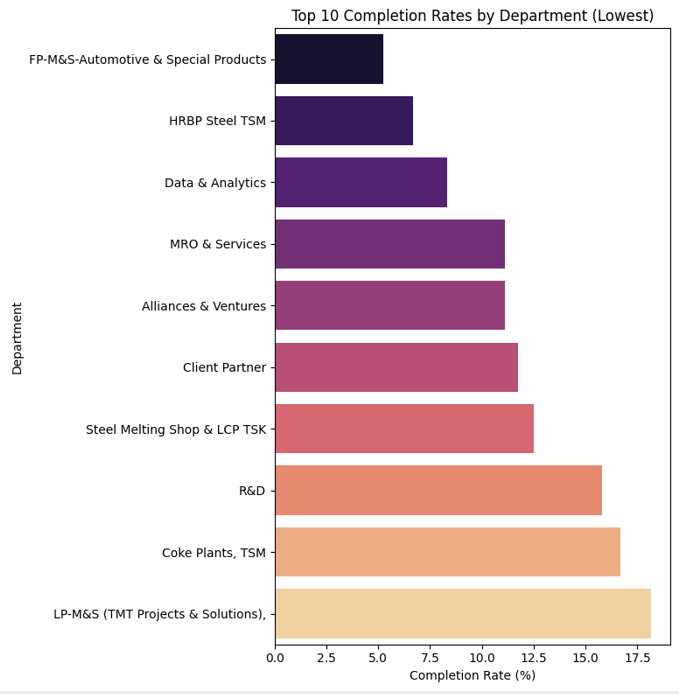 Top 10 Completion Rates by Department (Lowest)
FP-M&S-Automotive & Special Products
HRBP Steel TSM
Data & Analytics
MRO & Services
Alliances & Ventures
Client Partner
Steel Melting Shop & LCP TSK
R&D
Coke Plants, TSM
LP-M&S (TMT Projects & Solutions),
Department
0.0 2.5 5.0 7.5 10.0 12.5 15.0 17.5
Completion Rate (%)